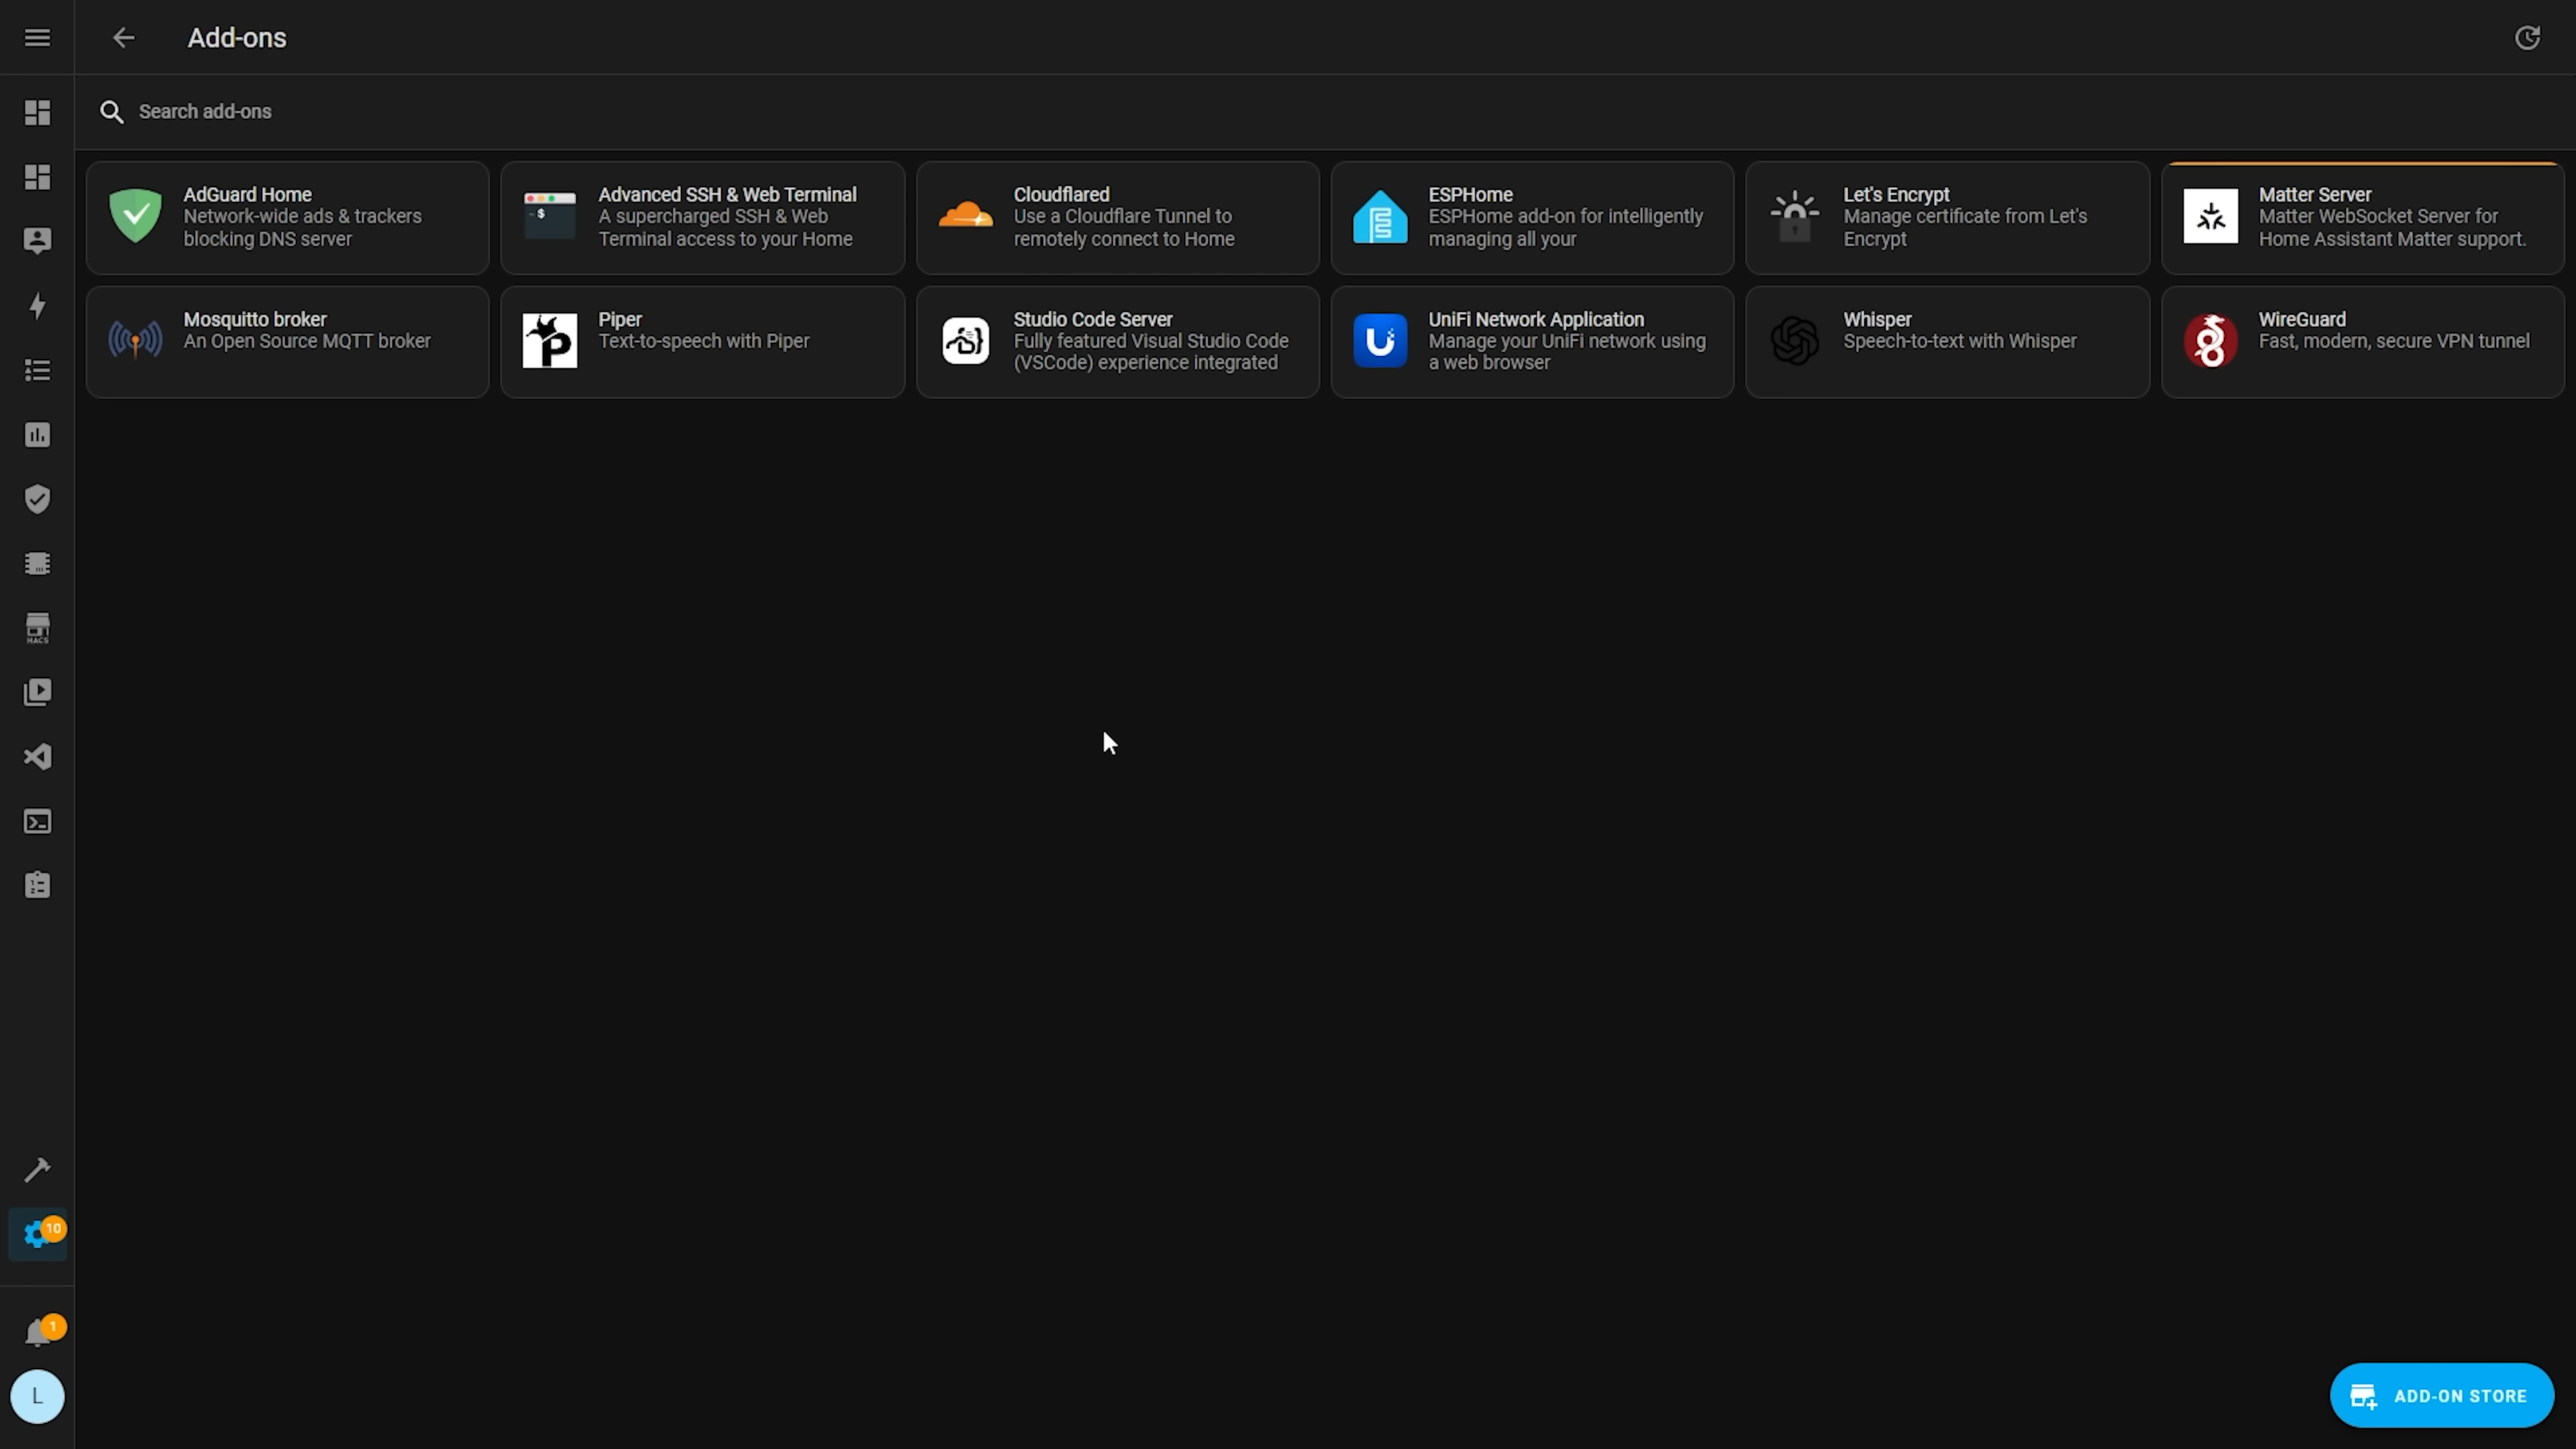 Add-ons
Search add-ons
AdGuard Home
Network-wide ads & trackers
blocking DNS server
Advanced SSH & Web Terminal
A supercharged SSH & Web
Terminal access to your Home
$
Cloudflared
Use a Cloudflare Tunnel to
remotely connect to Home
ESPHome
ESPHome add-on for intelligently
managing all your
Let's Encrypt
Manage certificate from Let's
Encrypt
Matter Server
Matter WebSocket Server for
Home Assistant Matter support.
Mosquitto broker
An Open Source MQTT broker
P
Piper
Text-to-speech with Piper
Studio Code Server
Fully featured Visual Studio Code
(VSCode) experience integrated
U
UniFi Network Application
Manage your UniFi network using
a web browser
Whisper
Speech-to-text with Whisper
WireGuard
Fast, modern, secure VPN tunnel
HACS
10
1
L
ADD-ON STORE